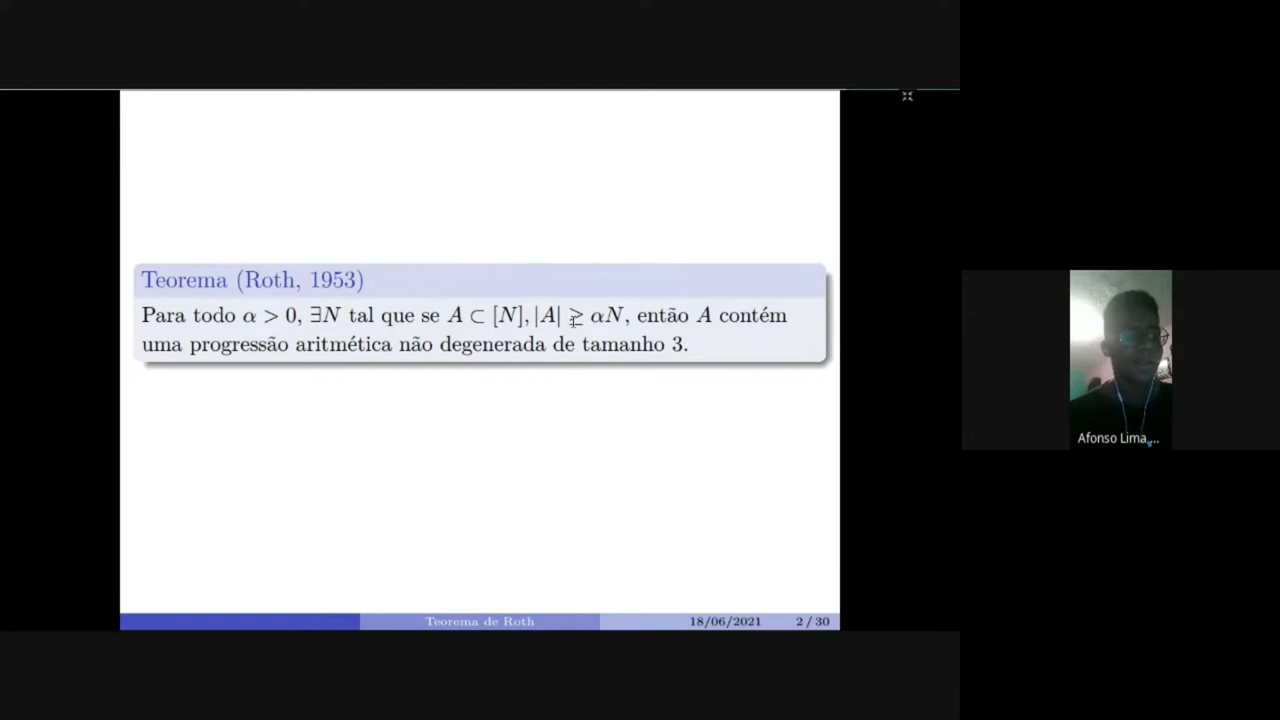 Teorema (Roth, 1953)
Para todo α > 0, ∃N tal que se A ⊂ [N], |A| ≥ αN, então A contém
uma progressão aritmética não degenerada de tamanho 3.
Teorema de Roth
18/06/2021
2 / 30
Afonso Lima ...